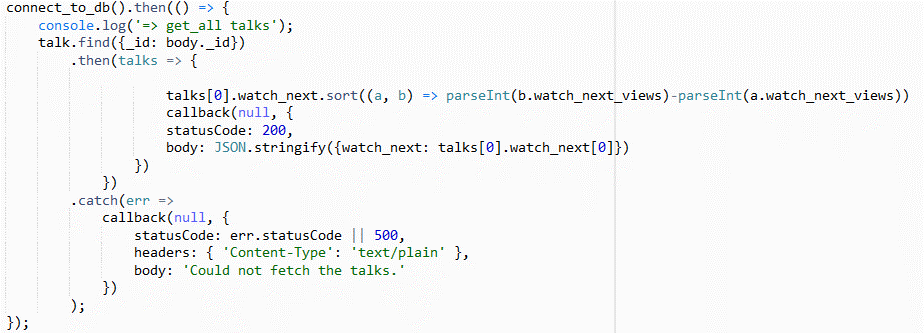 connect_to_db().then(() => {
    console.log('=> get_all talks');
    talk.find({_id: body._id})
        .then(talks => {
                    talks[0].watch_next.sort((a, b) => parseInt(b.watch_next_views)-parseInt(a.watch_next_views))
                    callback(null, {
                    statusCode: 200,
                    body: JSON.stringify({watch_next: talks[0].watch_next[0]})
                })
            })
        .catch(err =>
            callback(null, {
                statusCode: err.statusCode || 500,
                headers: { 'Content-Type': 'text/plain' },
                body: 'Could not fetch the talks.'
            })
        );
});